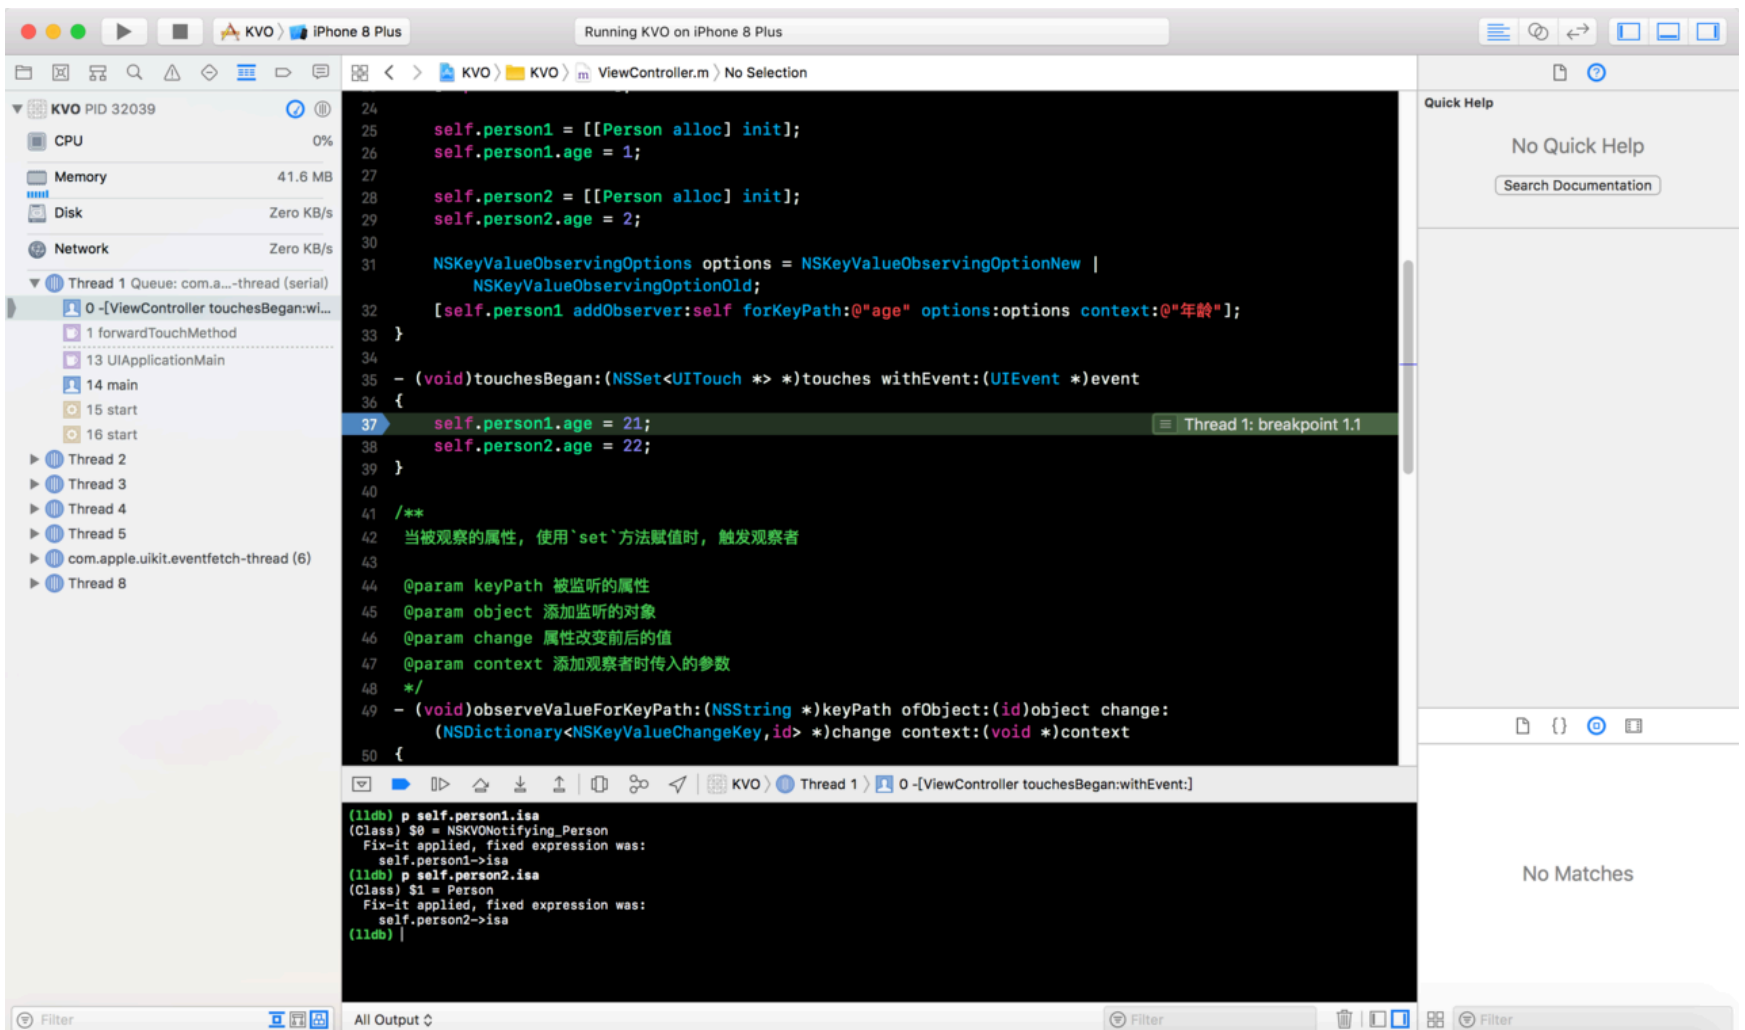 KVO 〉 iPhone 8 Plus
Running KVO on iPhone 8 Plus
KVO 〉 KVO 〉 m ViewController.m 〉 No Selection
KVO PID 32039
CPU 0%
Memory 41.6 MB
Disk Zero KB/s
Network Zero KB/s
Thread 1 Queue: com.a...-thread (serial)
0 -[ViewController touchesBegan:wi...
1 forwardTouchMethod
13 UIApplicationMain
14 main
15 start
16 start
Thread 2
Thread 3
Thread 4
Thread 5
com.apple.uikit.eventfetch-thread (6)
Thread 8
Filter
24
25 self.person1 = [[Person alloc] init];
26 self.person1.age = 1;
27
28 self.person2 = [[Person alloc] init];
29 self.person2.age = 2;
30
31 NSKeyValueObservingOptions options = NSKeyValueObservingOptionNew |
NSKeyValueObservingOptionOld;
32 [self.person1 addObserver:self forKeyPath:@"age" options:options context:@"年龄"];
33 }
34
35 - (void)touchesBegan:(NSSet<UITouch *> *)touches withEvent:(UIEvent *)event
36 {
37 self.person1.age = 21; Thread 1: breakpoint 1.1
38 self.person2.age = 22;
39 }
40
41 /**
42 当被观察的属性, 使用`set`方法赋值时, 触发观察者
43
44 @param keyPath 被监听的属性
45 @param object 添加监听的对象
46 @param change 属性改变前后的值
47 @param context 添加观察者时传入的参数
48 */
49 - (void)observeValueForKeyPath:(NSString *)keyPath ofObject:(id)object change:
(NSDictionary<NSKeyValueChangeKey,id> *)change context:(void *)context
50 {
KVO 〉 Thread 1 〉 0 -[ViewController touchesBegan:withEvent:]
(lldb) p self.person1.isa
(Class) $0 = NSKVONotifying_Person
Fix-it applied, fixed expression was:
self.person1->isa
(lldb) p self.person2.isa
(Class) $1 = Person
Fix-it applied, fixed expression was:
self.person2->isa
(lldb)
All Output
Filter
Quick Help
No Quick Help
Search Documentation
{}
No Matches
Filter